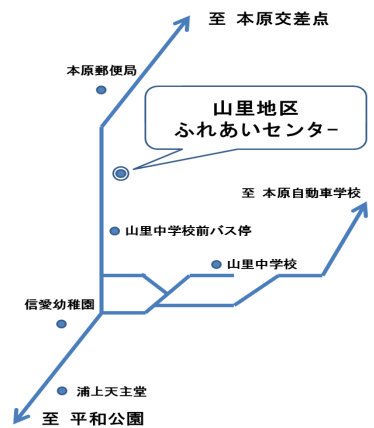 至 本原交差点
本原郵便局
山里地区
ふれあいセンター
至 本原自動車学校
山里中学校前バス停
山里中学校
信愛幼稚園
浦上天主堂
至 平和公園